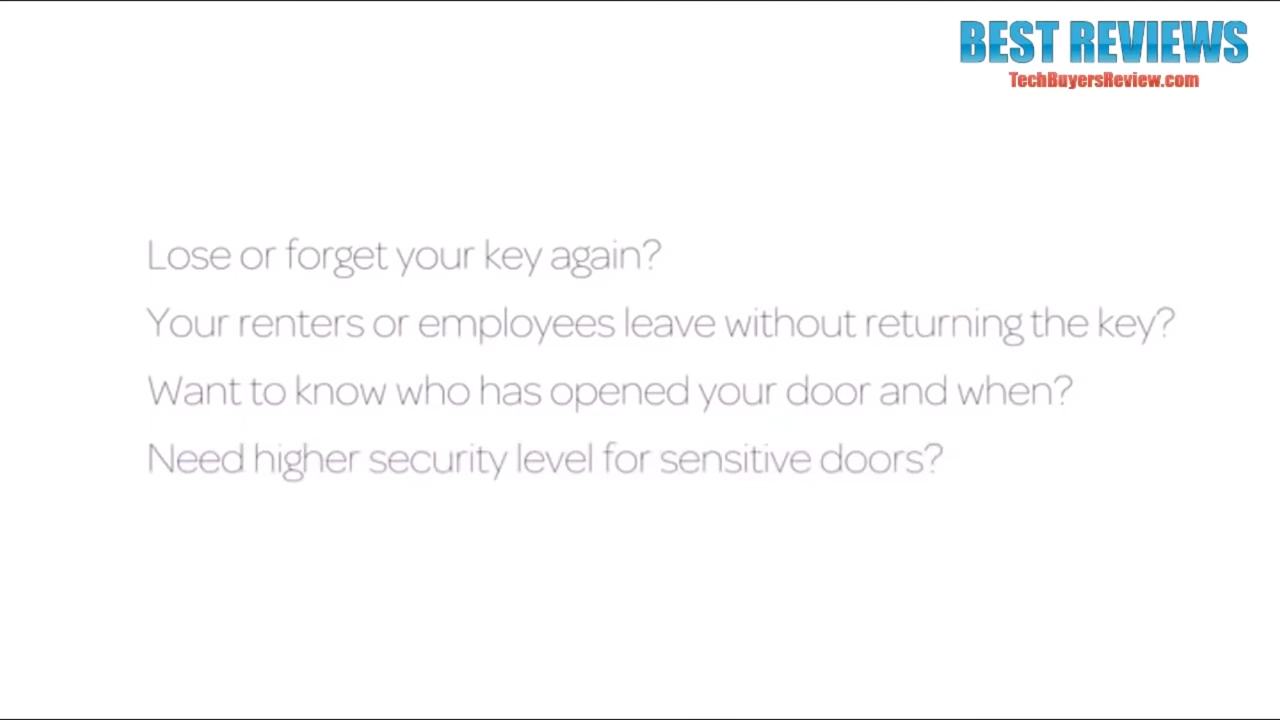 BEST REVIEWS
TechBuyersReview.com
Lose or forget your key again?
Your renters or employees leave without returning the key?
Want to know who has opened your door and when?
Need higher security level for sensitive doors?